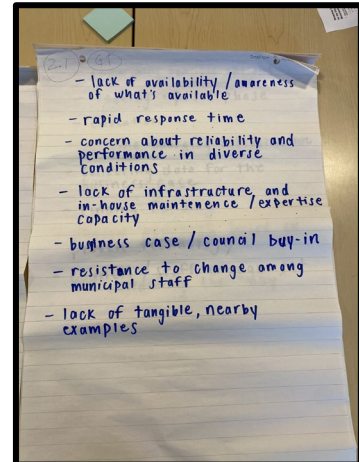 2.1 G5
- lack of availability / awareness
of what's available
- rapid response time
- concern about reliability and
performance in diverse
conditions
- lack of infrastructure, and
in-house maintenence / expertise
capacity
- business case / council buy-in
- resistance to change among
municipal staff
- lack of tangible, nearby
examples